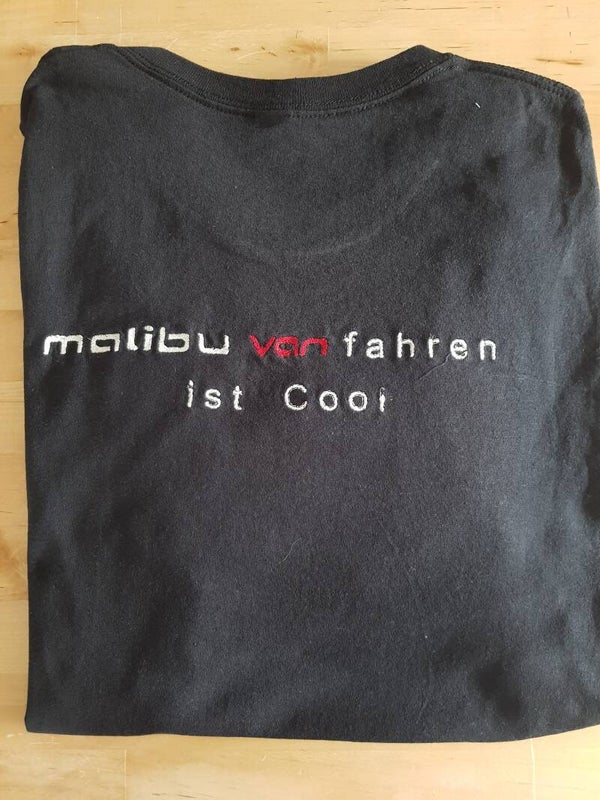 malibu van fahren
ist Cool